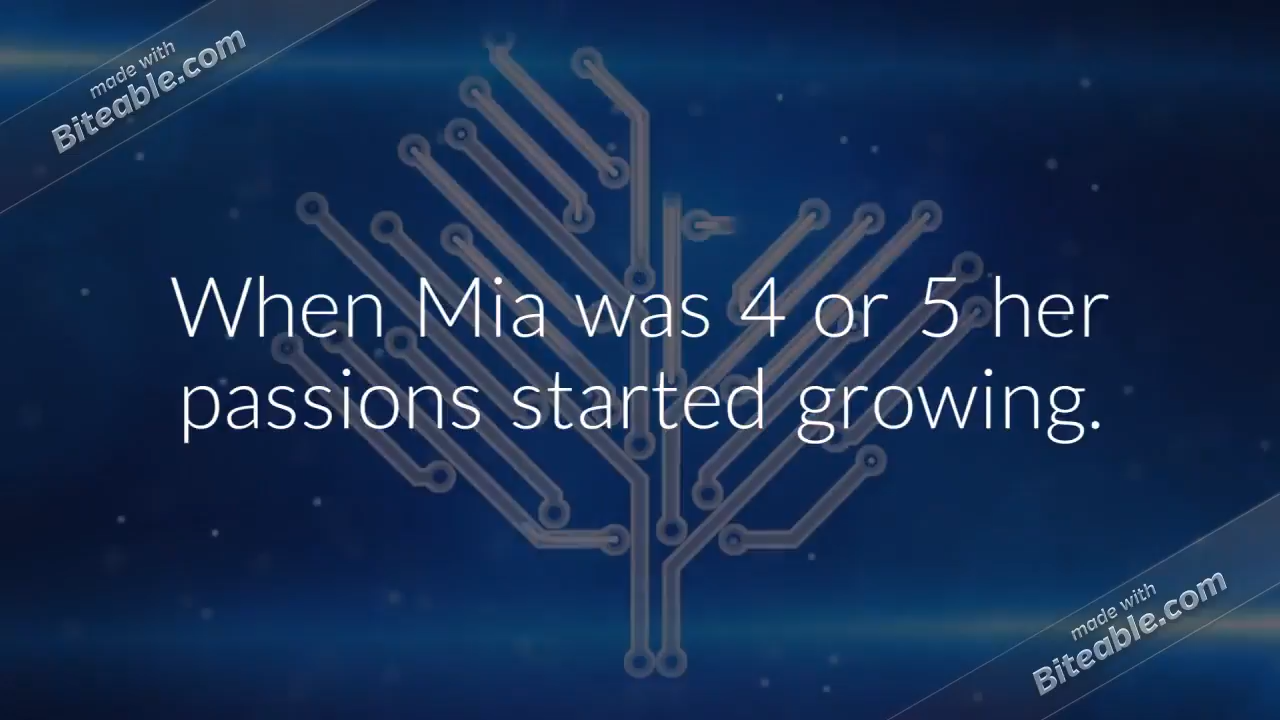 made with
Biteable.com
When Mia was 4 or 5 her
passions started growing.
made with
Biteable.com